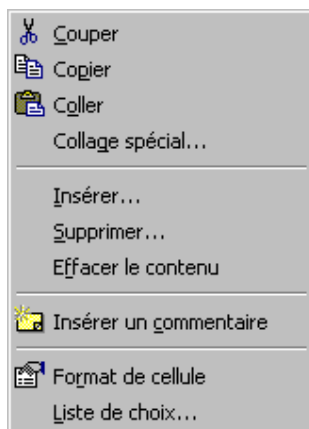 Couper
Copier
Coller
Collage spécial...
Insérer...
Supprimer...
Effacer le contenu
Insérer un commentaire
Format de cellule
Liste de choix...